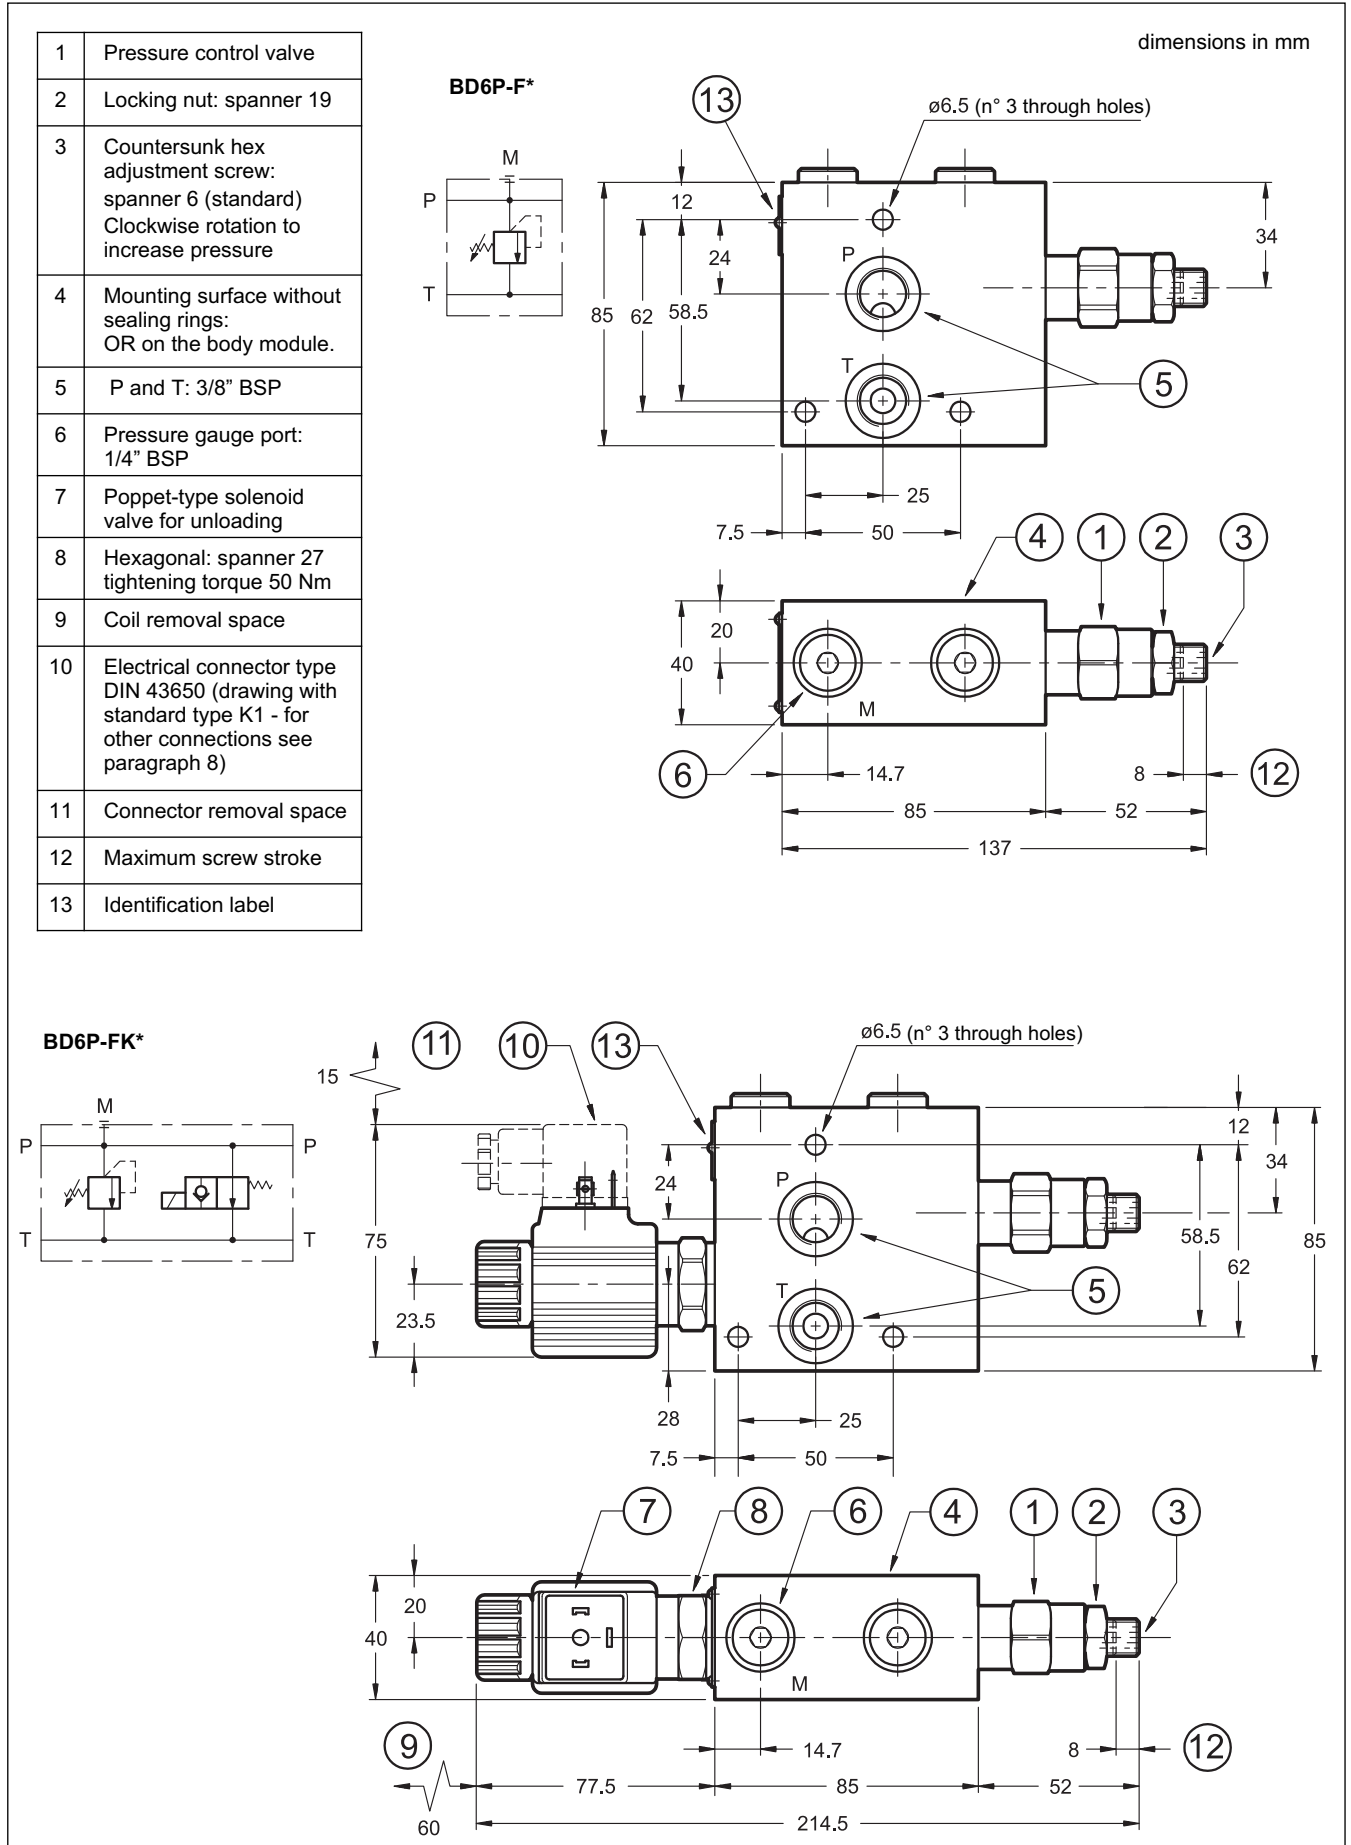 1 Pressure control valve
2 Locking nut: spanner 19
3 Countersunk hex
adjustment screw:
spanner 6 (standard)
Clockwise rotation to
increase pressure
4 Mounting surface without
sealing rings:
OR on the body module.
5 P and T: 3/8” BSP
6 Pressure gauge port:
1/4” BSP
7 Poppet-type solenoid
valve for unloading
8 Hexagonal: spanner 27
tightening torque 50 Nm
9 Coil removal space
10 Electrical connector type
DIN 43650 (drawing with
standard type K1 - for
other connections see
paragraph 8)
11 Connector removal space
12 Maximum screw stroke
13 Identification label
dimensions in mm
BD6P-F*
13
ø6.5 (n° 3 through holes)
M
P
T
12
24
85
62
58.5
34
P
T
5
25
7.5
50
4
1
2
3
20
40
M
6
14.7
8
12
85
52
137
BD6P-FK*
11
10
13
ø6.5 (n° 3 through holes)
15
M
P
P
T
T
12
34
24
P
75
58.5
85
62
T
5
23.5
28
25
7.5
50
7
8
6
4
1
2
3
20
40
M
9
14.7
8
12
77.5
85
52
60
214.5